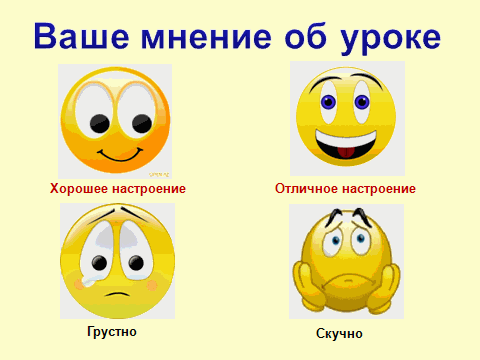 Ваше мнение об уроке
Хорошее настроение
Отличное настроение
Грустно
Скучно